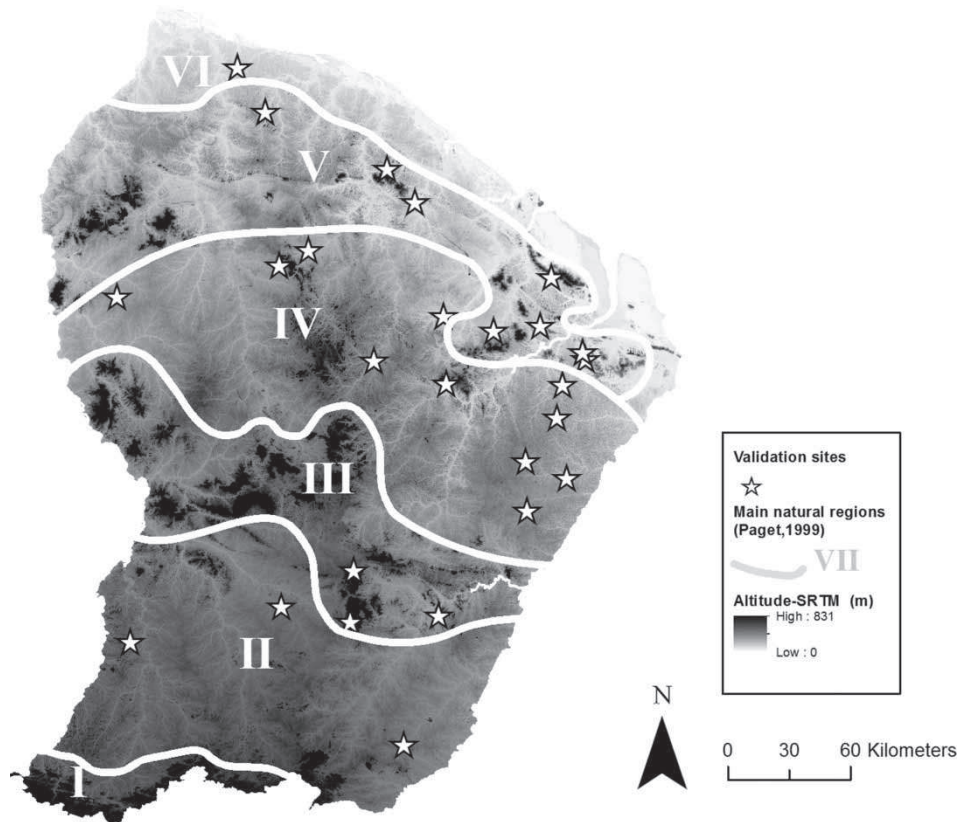 VI
V
IV
III
II
I
Validation sites
Main natural regions
(Paget,1999)
VII
Altitude-SRTM (m)
High : 831
Low : 0
N
0 30 60 Kilometers